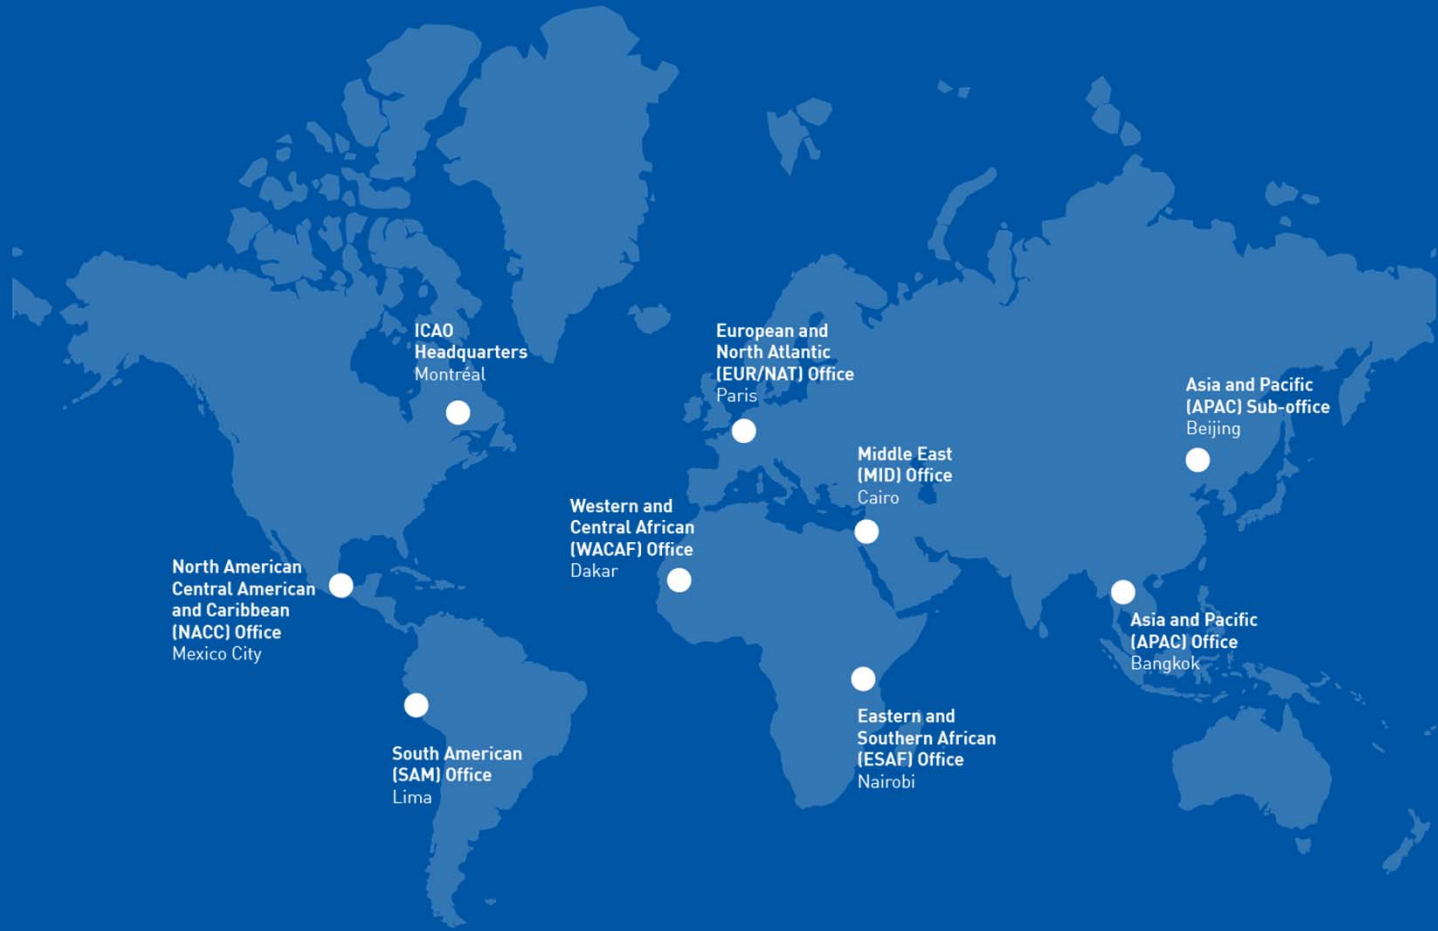 ICAO
Headquarters
Montréal
European and
North Atlantic
(EUR/NAT) Office
Paris
Asia and Pacific
(APAC) Sub-office
Beijing
Middle East
(MID) Office
Cairo
Western and
Central African
(WACAF) Office
Dakar
North American
Central American
and Caribbean
(NACC) Office
Mexico City
Asia and Pacific
(APAC) Office
Bangkok
Eastern and
Southern African
(ESAF) Office
Nairobi
South American
(SAM) Office
Lima